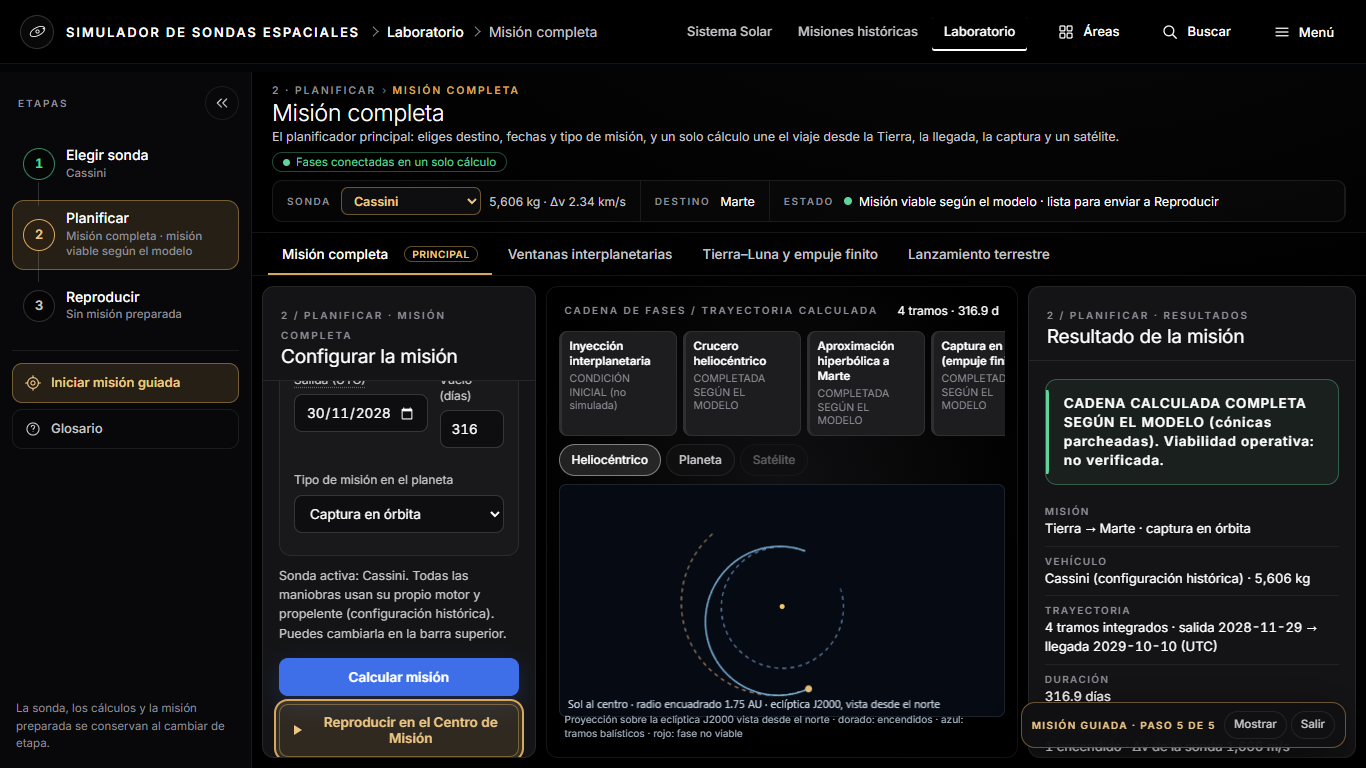 SIMULADOR DE SONDAS ESPACIALES > Laboratorio > Misión completa
Sistema Solar Misiones históricas Laboratorio Áreas Buscar Menú
ETAPAS
1 Elegir sonda
Cassini
2 Planificar
Misión completa · misión
viable según el modelo
3 Reproducir
Sin misión preparada
Iniciar misión guiada
Glosario
La sonda, los cálculos y la misión
preparada se conservan al cambiar de
etapa.
2 · PLANIFICAR › MISIÓN COMPLETA
Misión completa
El planificador principal: eliges destino, fechas y tipo de misión, y un solo cálculo une el viaje desde la Tierra, la llegada, la captura y un satélite.
Fases conectadas en un solo cálculo
SONDA Cassini 5,606 kg · Δv 2.34 km/s DESTINO Marte ESTADO Misión viable según el modelo · lista para enviar a Reproducir
Misión completa PRINCIPAL Ventanas interplanetarias Tierra–Luna y empuje finito Lanzamiento terrestre
2 / PLANIFICAR · MISIÓN
COMPLETA
Configurar la misión
Salida (UTC) Vuelo
(días)
30/11/2028 316
Tipo de misión en el planeta
Captura en órbita
Sonda activa: Cassini. Todas las
maniobras usan su propio motor y
propelente (configuración histórica).
Puedes cambiarla en la barra superior.
Calcular misión
Reproducir en el Centro de
Misión
CADENA DE FASES / TRAYECTORIA CALCULADA 4 tramos · 316.9 d
Inyección
interplanetaria
CONDICIÓN
INICIAL (no
simulada)
Crucero
heliocéntrico
COMPLETADA
SEGÚN EL
MODELO
Aproximación
hiperbólica a
Marte
COMPLETADA
SEGÚN EL
MODELO
Captura en
(empuje fin
COMPLETAD
SEGÚN EL
MODELO
Heliocéntrico Planeta Satélite
Sol al centro · radio encuadrado 1.75 AU · eclíptica J2000, vista desde el norte
Proyección sobre la eclíptica J2000 vista desde el norte · dorado: encendidos · azul:
tramos balísticos · rojo: fase no viable
2 / PLANIFICAR · RESULTADOS
Resultado de la misión
CADENA CALCULADA COMPLETA
SEGÚN EL MODELO (cónicas
parcheadas). Viabilidad operativa:
no verificada.
MISIÓN
Tierra → Marte · captura en órbita
VEHÍCULO
Cassini (configuración histórica) · 5,606 kg
TRAYECTORIA
4 tramos integrados · salida 2028-11-29 →
llegada 2029-10-10 (UTC)
DURACIÓN
316.9 días
MISIÓN GUIADA · PASO 5 DE 5 Mostrar Salir
1 encendido · Δv de la sonda